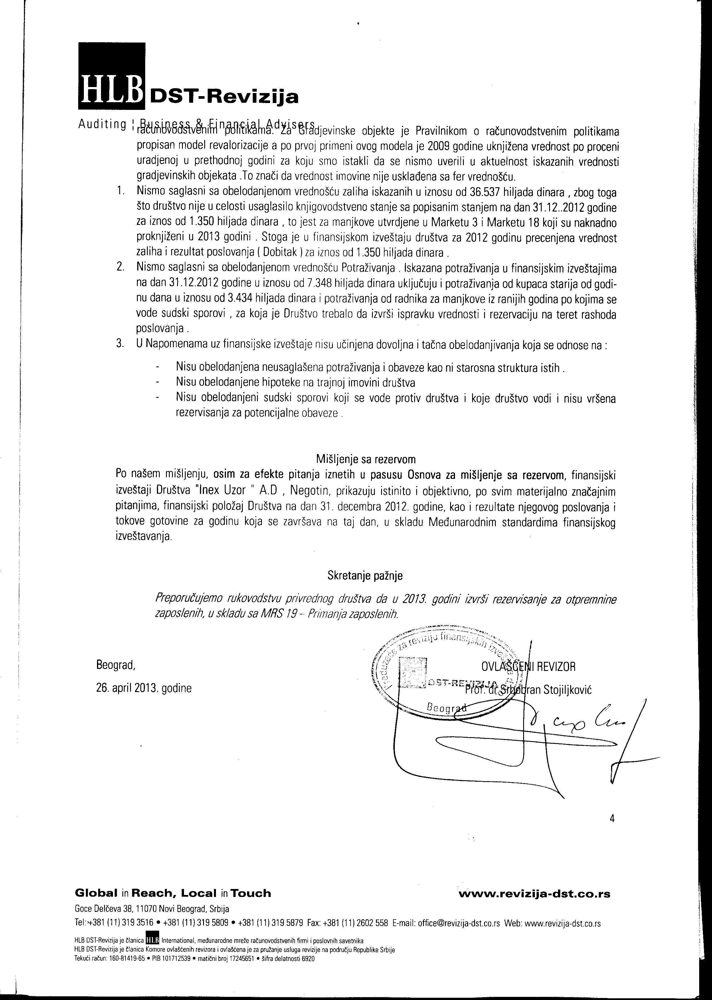 HLB DST-Revizija
Auditing ¦ Business & Financial Advisers
računovodstvenim politikama. Za Gradjevinske objekte je Pravilnikom o računovodstvenim politikama
propisan model revalorizacije a po prvoj primeni ovog modela je 2009 godine uknjižena vrednost po proceni
uradjenoj u prethodnoj godini za koju smo istakli da se nismo uverili u aktuelnost iskazanih vrednosti
gradjevinskih objekata .To znači da vrednost imovine nije usklađena sa fer vrednošću.
1. Nismo saglasni sa obelodanjenom vrednošću zaliha iskazanih u iznosu od 36.537 hiljada dinara , zbog toga
što društvo nije u celosti usaglasilo knjigovodstveno stanje sa popisanim stanjem na dan 31.12..2012 godine
za iznos od 1.350 hiljada dinara , to jest za manjkove utvrdjene u Marketu 3 i Marketu 18 koji su naknadno
proknjiženi u 2013 godini . Stoga je u finansijskom izveštaju društva za 2012 godinu precenjena vrednost
zaliha i rezultat poslovanja ( Dobitak ) za iznos od 1.350 hiljada dinara .
2. Nismo saglasni sa obelodanjenom vrednošću Potraživanja . Iskazana potraživanja u finansijskim izveštajima
na dan 31.12.2012 godine u iznosu od 7.348 hiljada dinara uključuju i potraživanja od kupaca starija od godi-
nu dana u iznosu od 3.434 hiljada dinara i potraživanja od radnika za manjkove iz ranijih godina po kojima se
vode sudski sporovi , za koja je Društvo trebalo da izvrši ispravku vrednosti i rezervaciju na teret rashoda
poslovanja .
3. U Napomenama uz finansijske izveštaje nisu učinjena dovoljna i tačna obelodanjivanja koja se odnose na :
- Nisu obelodanjena neusaglašena potraživanja i obaveze kao ni starosna struktura istih .
- Nisu obelodanjene hipoteke na trajnoj imovini društva
- Nisu obelodanjeni sudski sporovi koji se vode protiv društva i koje društvo vodi i nisu vršena
rezervisanja za potencijalne obaveze .
Mišljenje sa rezervom
Po našem mišljenju, osim za efekte pitanja iznetih u pasusu Osnova za mišljenje sa rezervom, finansijski
izveštaji Društva "Inex Uzor " A.D , Negotin, prikazuju istinito i objektivno, po svim materijalno značajnim
pitanjima, finansijski položaj Društva na dan 31. decembra 2012. godine, kao i rezultate njegovog poslovanja i
tokove gotovine za godinu koja se završava na taj dan, u skladu Međunarodnim standardima finansijskog
izveštavanja.
Skretanje pažnje
Preporučujemo rukovodstvu privrednog društva da u 2013. godini izvrši rezervisanje za otpremnine
zaposlenih, u skladu sa MRS 19 – Primanja zaposlenih.
Preduzeće za reviziju finansijskih
DST-REVIZIJA
Beograd
Beograd,
OVLAŠĆENI REVIZOR
26. april 2013. godine
Prof. dr Srbobran Stojiljković
4
Global in Reach, Local in Touch
www.revizija-dst.co.rs
Goce Delčeva 38, 11070 Novi Beograd, Srbija
Tel:+381 (11) 319 3516 • +381 (11) 319 5809 • +381 (11) 319 5879 Fax: +381 (11) 2602 558 E-mail: office@revizija-dst.co.rs Web: www.revizija-dst.co.rs
HLB DST-Revizija je članica HLB International, međunarodne mreže računovodstvenih firmi i poslovnih savetnika
HLB DST-Revizija je članica Komore ovlašćenih revizora i ovlašćena je za pružanje usluga revizije na području Republike Srbije
Tekući račun: 160-81419-65 • PIB 101712539 • matični broj 17245651 • šifra delatnosti 6920